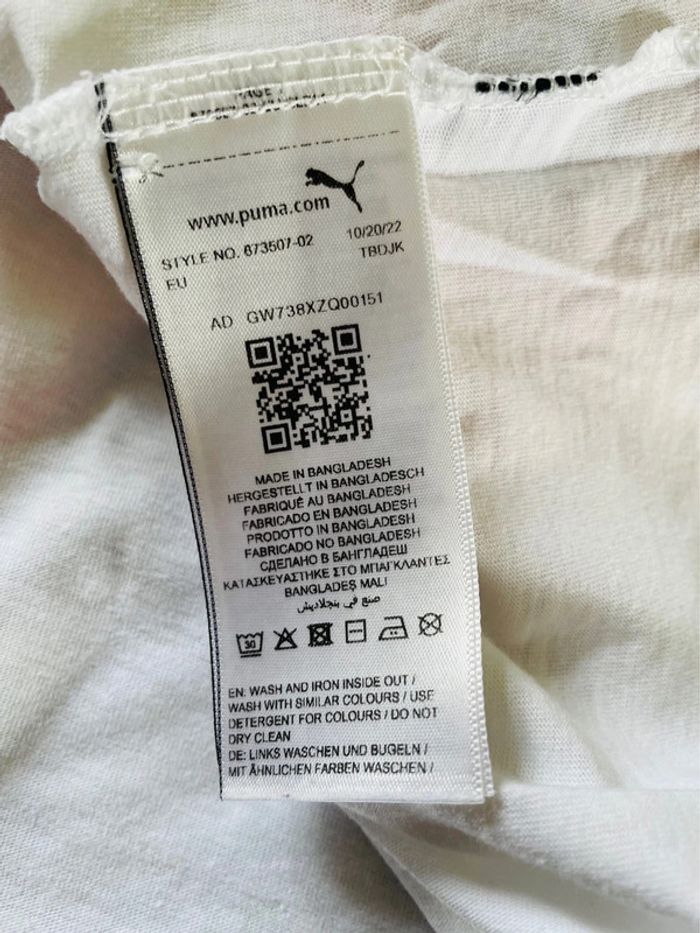 www.puma.com
STYLE NO. 673507-02 10/20/22
EU TBDJK
AD GW738XZQ00151
MADE IN BANGLADESH
HERGESTELLT IN BANGLADESCH
FABRIQUÉ AU BANGLADESH
FABRICADO EN BANGLADESH
PRODOTTO IN BANGLADESH
FABRICADO NO BANGLADESH
СДЕЛАНО В БАНГЛАДЕШ
ΚΑΤΑΣΚΕΥΑΣΤΗΚΕ ΣΤΟ ΜΠΑΓΚΛΑΝΤΕΣ
BANGLADEŞ MALI
صنع في بنجلاديش
30
EN: WASH AND IRON INSIDE OUT /
WASH WITH SIMILAR COLOURS / USE
DETERGENT FOR COLOURS / DO NOT
DRY CLEAN
DE: LINKS WASCHEN UND BUGELN /
MIT ÄHNLICHEN FARBEN WASCHEN /